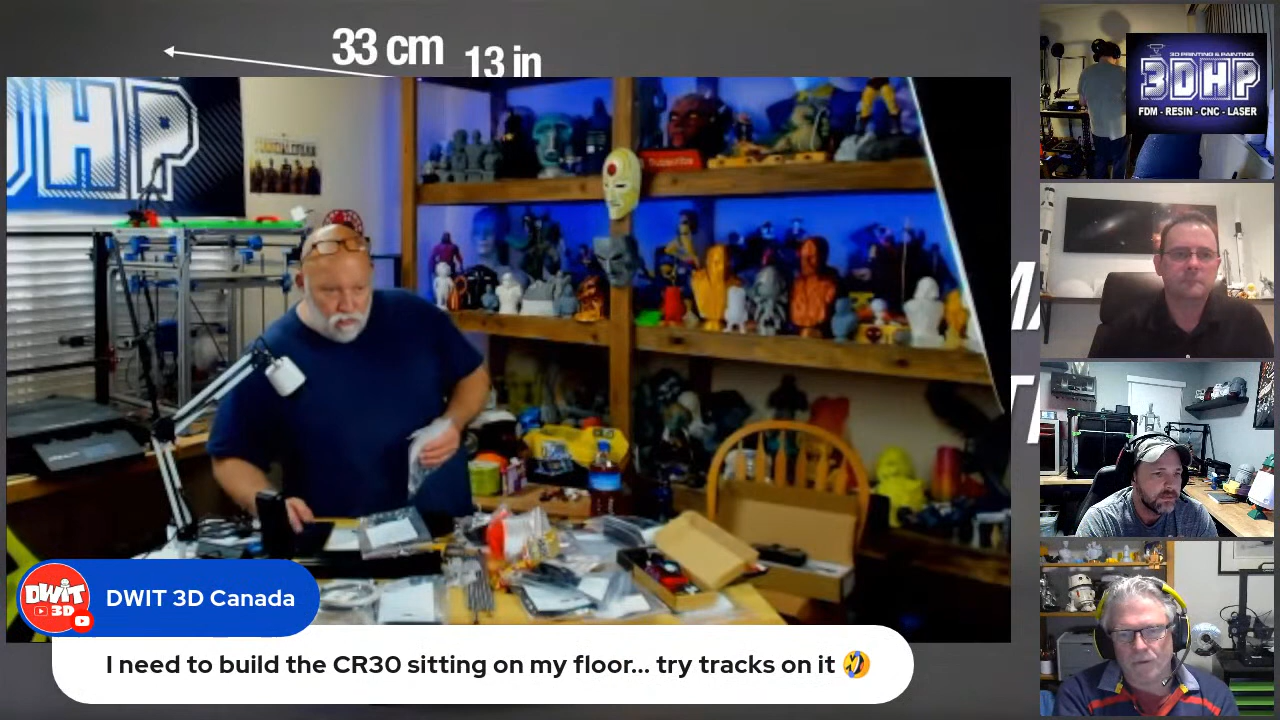 33 cm 13 in
3D PRINTING & PAINTING
3DHP
FDM - RESIN - CNC - LASER
HP
DWIT
3D
DWIT 3D Canada
I need to build the CR30 sitting on my floor... try tracks on it 🤣